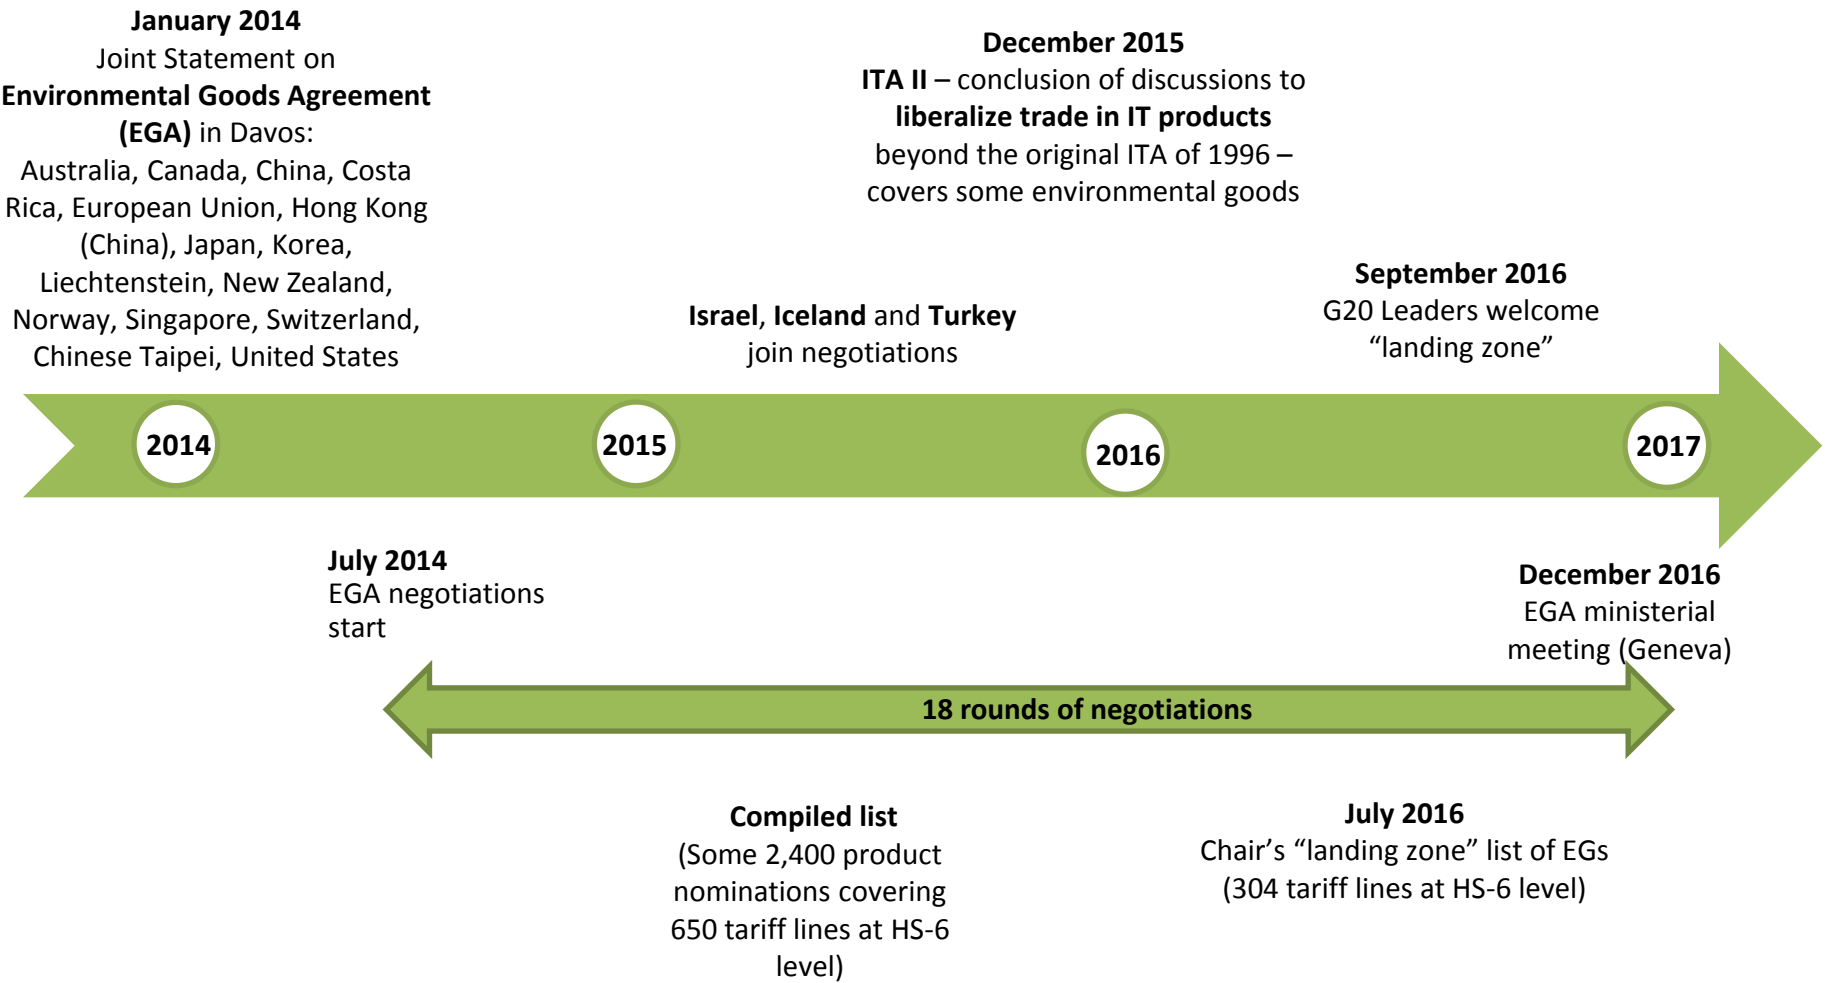 January 2014
Joint Statement on
Environmental Goods Agreement
(EGA) in Davos:
Australia, Canada, China, Costa
Rica, European Union, Hong Kong
(China), Japan, Korea,
Liechtenstein, New Zealand,
Norway, Singapore, Switzerland,
Chinese Taipei, United States
December 2015
ITA II – conclusion of discussions to
liberalize trade in IT products
beyond the original ITA of 1996 –
covers some environmental goods
Israel, Iceland and Turkey
join negotiations
September 2016
G20 Leaders welcome
“landing zone”
2014
2015
2016
2017
July 2014
EGA negotiations
start
December 2016
EGA ministerial
meeting (Geneva)
18 rounds of negotiations
Compiled list
(Some 2,400 product
nominations covering
650 tariff lines at HS-6
level)
July 2016
Chair’s “landing zone” list of EGs
(304 tariff lines at HS-6 level)